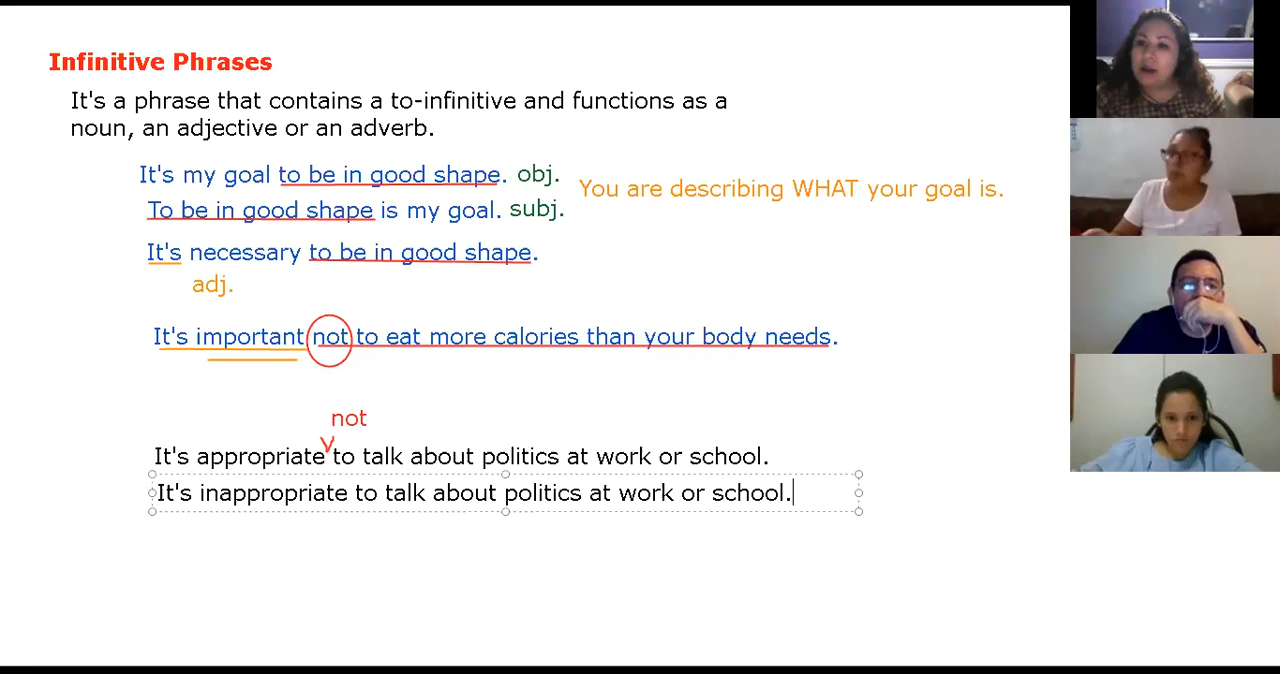 Infinitive Phrases
It's a phrase that contains a to-infinitive and functions as a
noun, an adjective or an adverb.
It's my goal to be in good shape. obj.
You are describing WHAT your goal is.
To be in good shape is my goal. subj.
It's necessary to be in good shape.
adj.
It's important not to eat more calories than your body needs.
not
It's appropriate to talk about politics at work or school.
It's inappropriate to talk about politics at work or school.